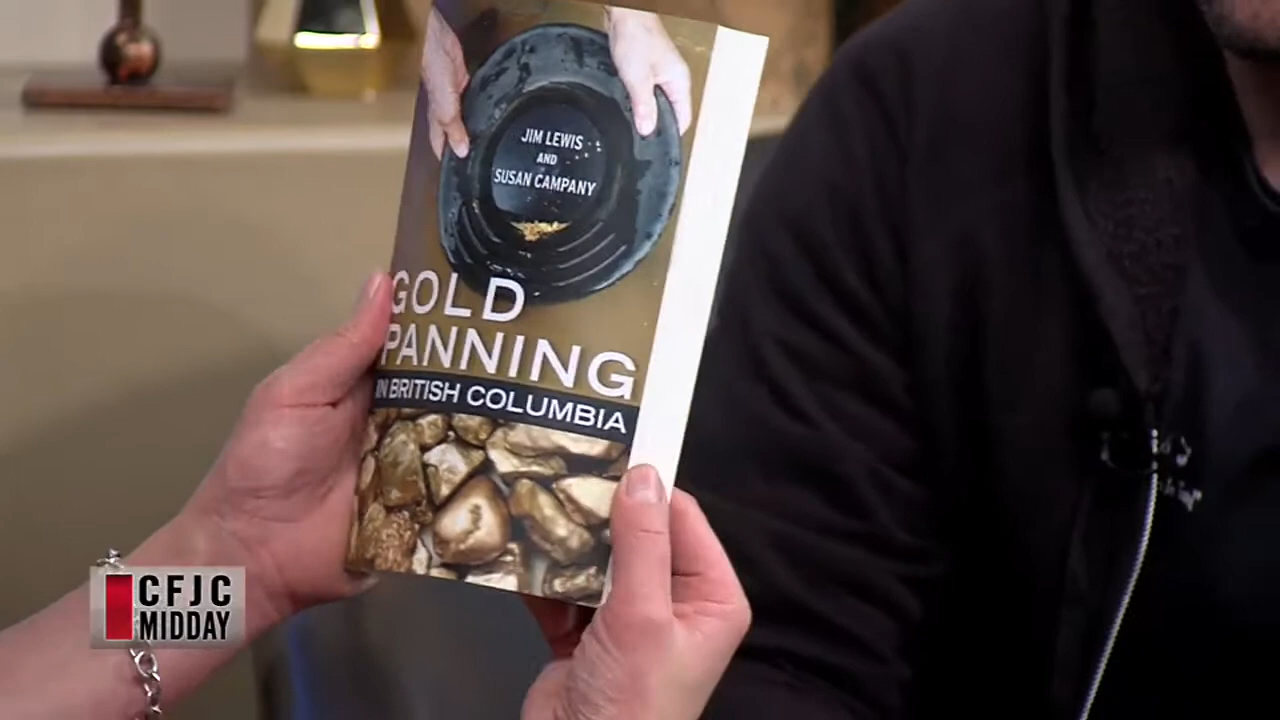 JIM LEWIS
AND
SUSAN CAMPANY
GOLD
PANNING
IN BRITISH COLUMBIA
CFJC
MIDDAY